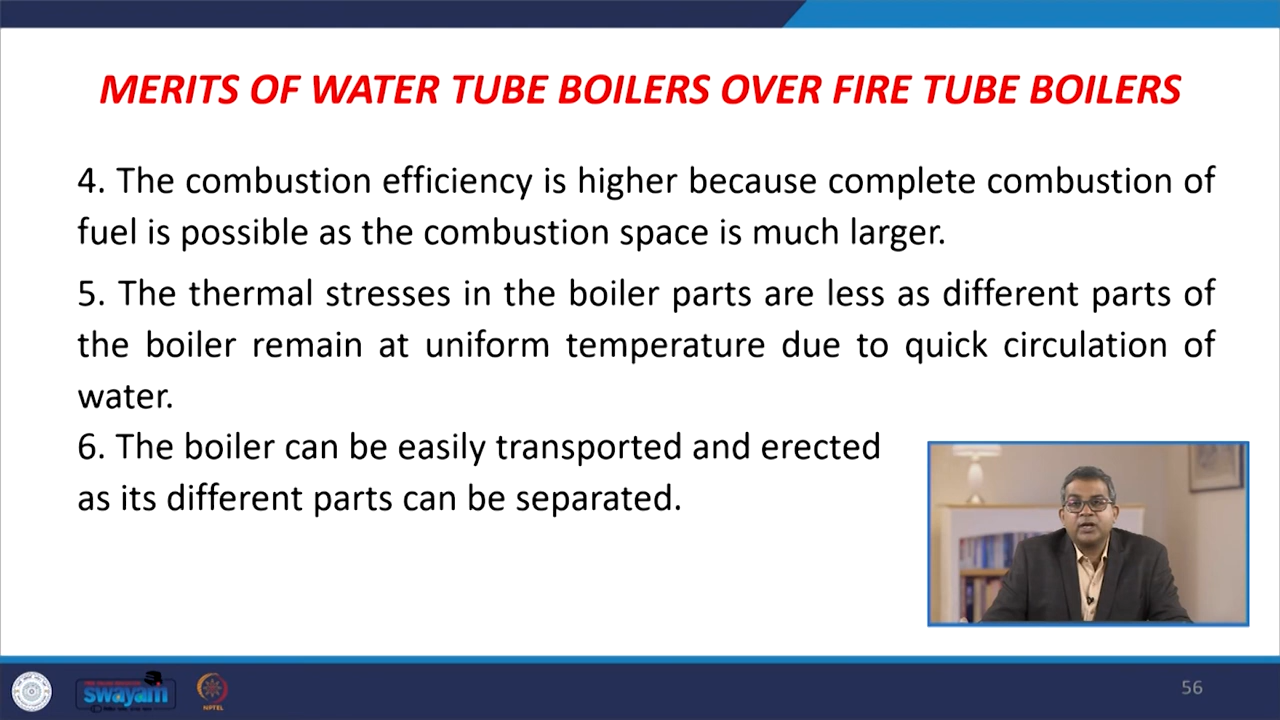 MERITS OF WATER TUBE BOILERS OVER FIRE TUBE BOILERS
4. The combustion efficiency is higher because complete combustion of
fuel is possible as the combustion space is much larger.
5. The thermal stresses in the boiler parts are less as different parts of
the boiler remain at uniform temperature due to quick circulation of
water.
6. The boiler can be easily transported and erected
as its different parts can be separated.
swayam
NPTEL
56